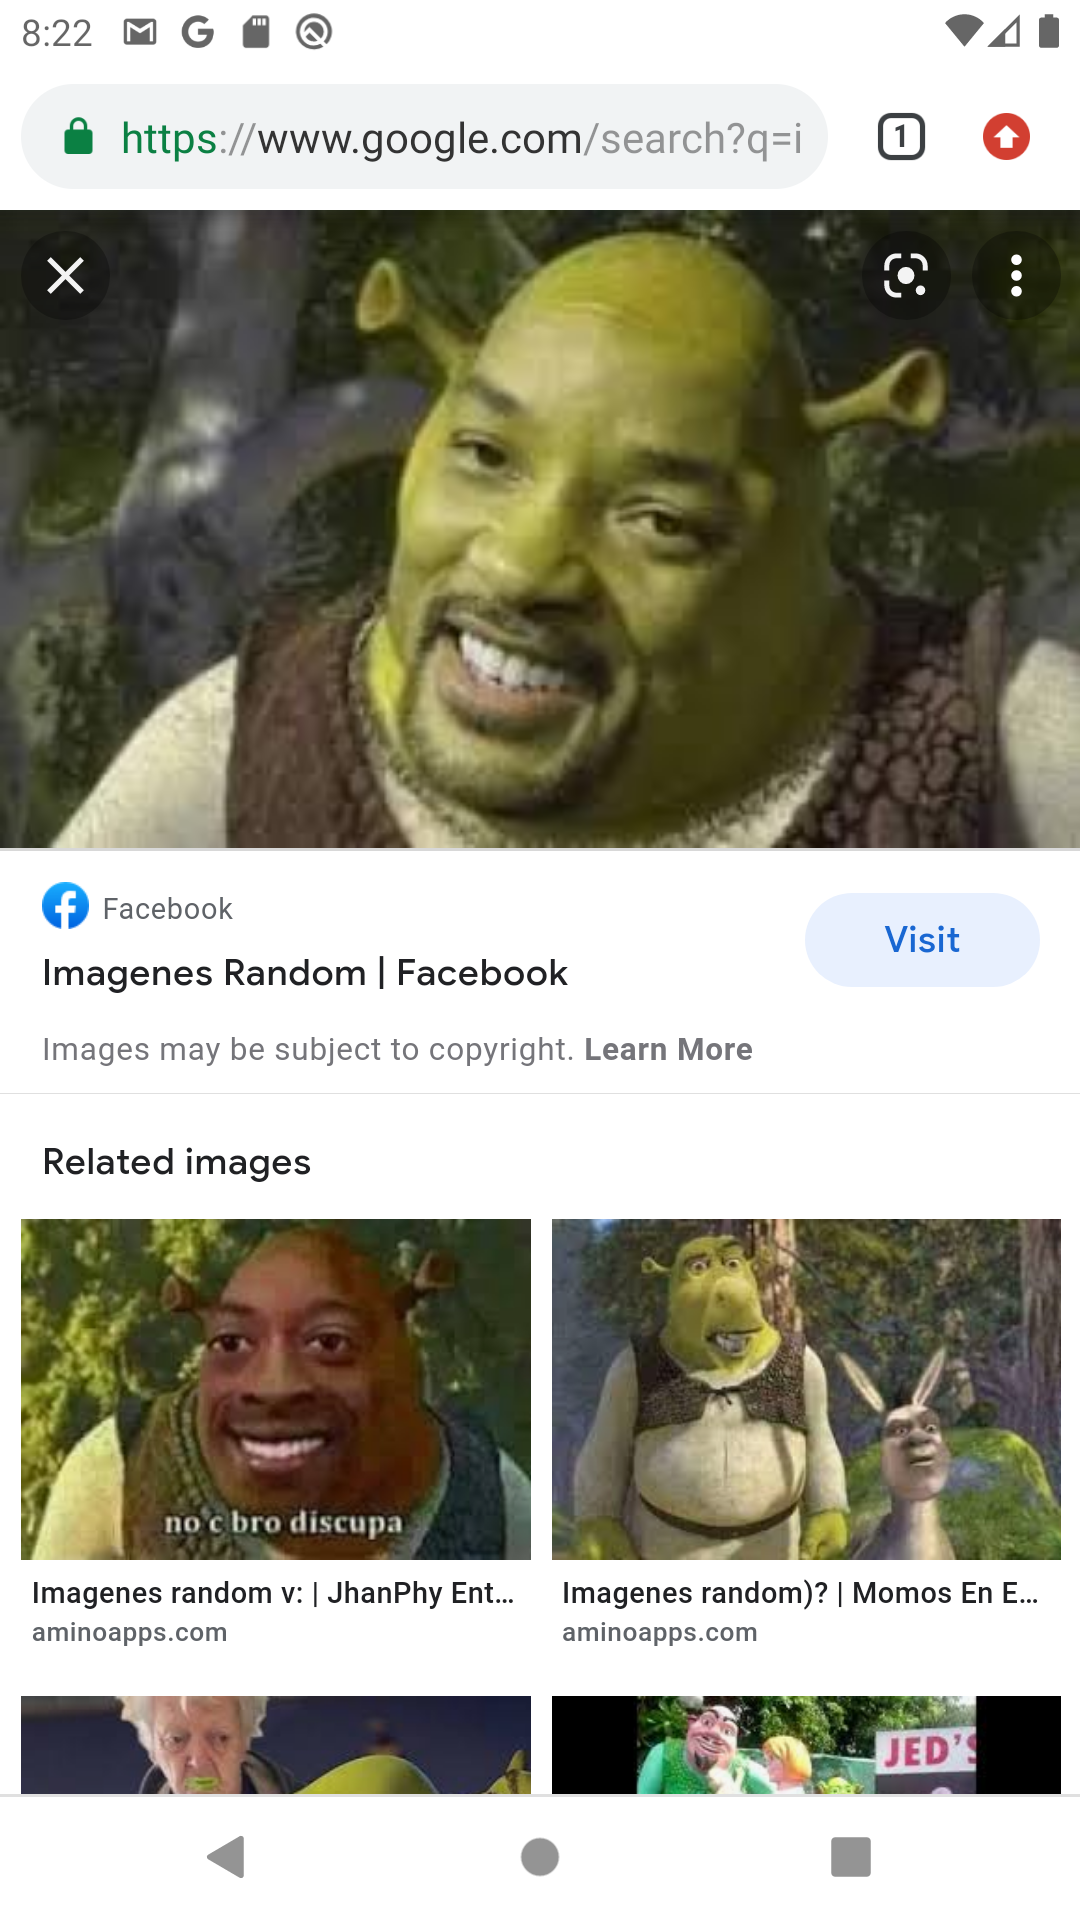 8:22
https://www.google.com/search?q=i
1
Facebook
Imagenes Random | Facebook
Visit
Images may be subject to copyright. Learn More
Related images
no c bro discupa
Imagenes random v: | JhanPhy Ent...
aminoapps.com
Imagenes random)? | Momos En E...
aminoapps.com
JED'S